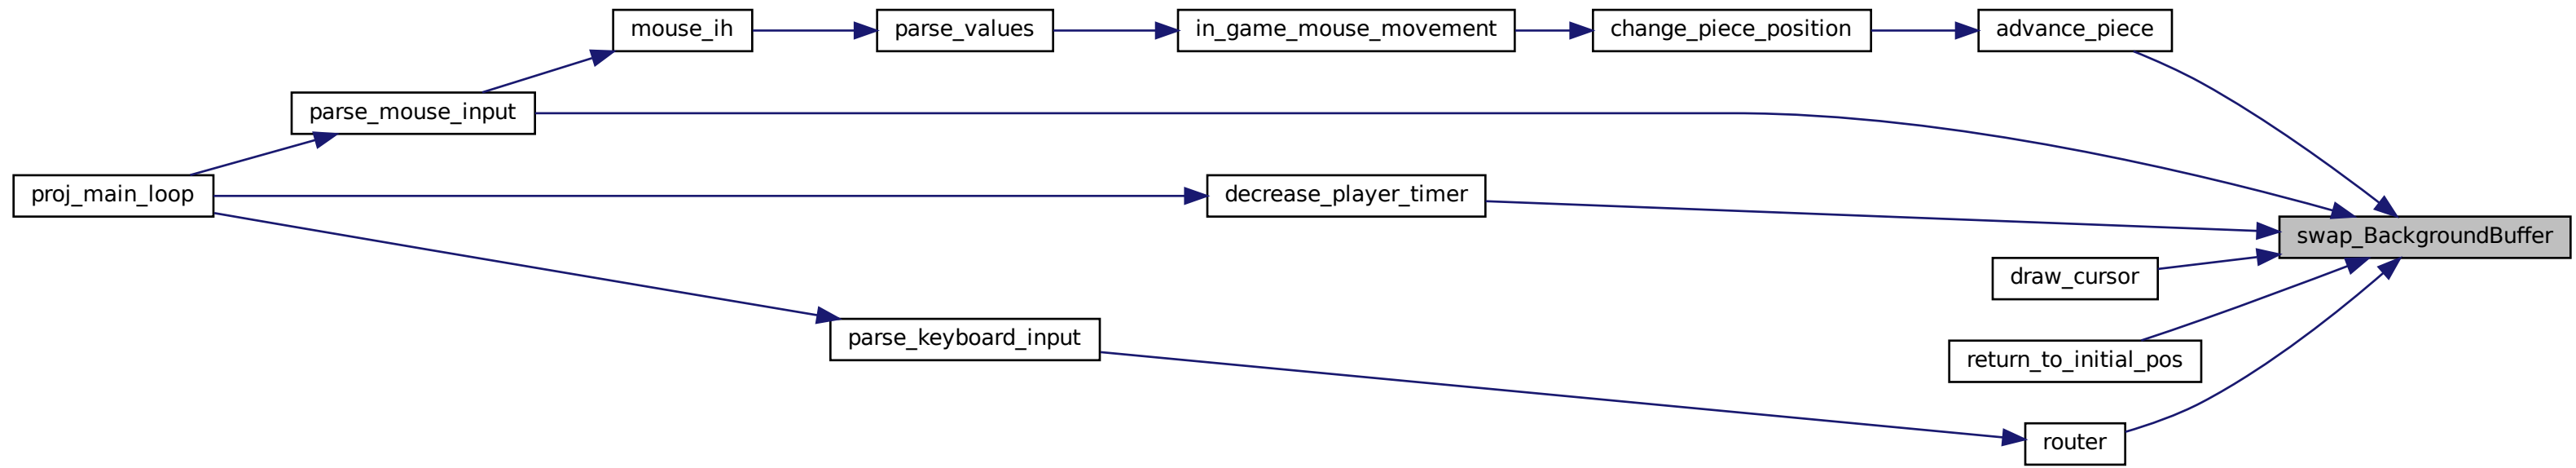 mouse_ih
parse_values
in_game_mouse_movement
change_piece_position
advance_piece
parse_mouse_input
proj_main_loop
decrease_player_timer
swap_BackgroundBuffer
draw_cursor
parse_keyboard_input
return_to_initial_pos
router